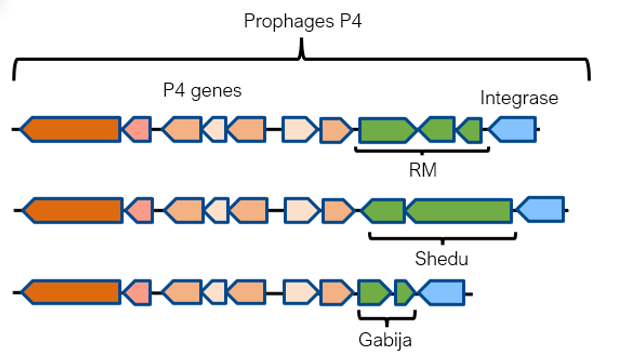 Prophages P4
P4 genes
Integrase
RM
Shedu
Gabija